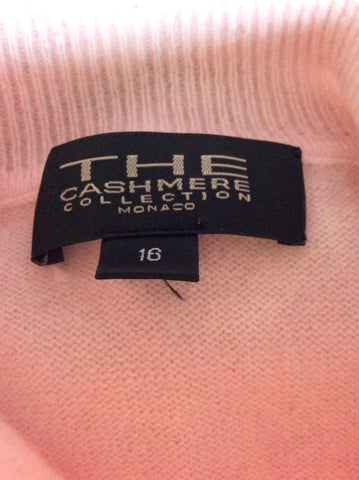 THE
CASHMERE
COLLECTION
MONACO
16